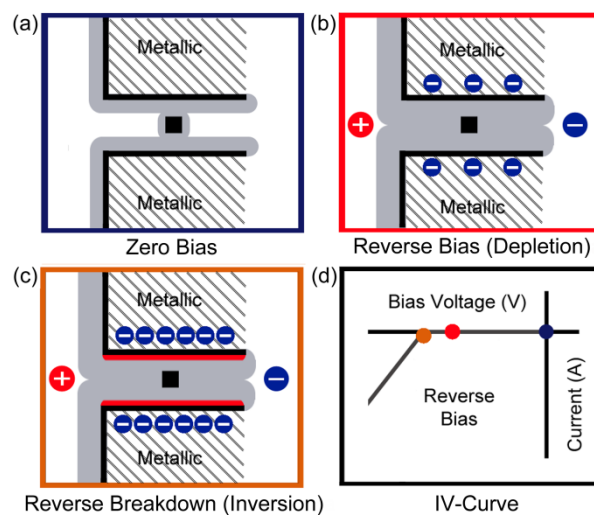 (a)
Metallic
Metallic
Zero Bias
(b)
Metallic
+
−
− − −
− − −
Metallic
Reverse Bias (Depletion)
(c)
Metallic
− − − − − −
+
−
− − − − − −
Metallic
Reverse Breakdown (Inversion)
(d)
Bias Voltage (V)
Reverse
Bias
Current (A)
IV-Curve